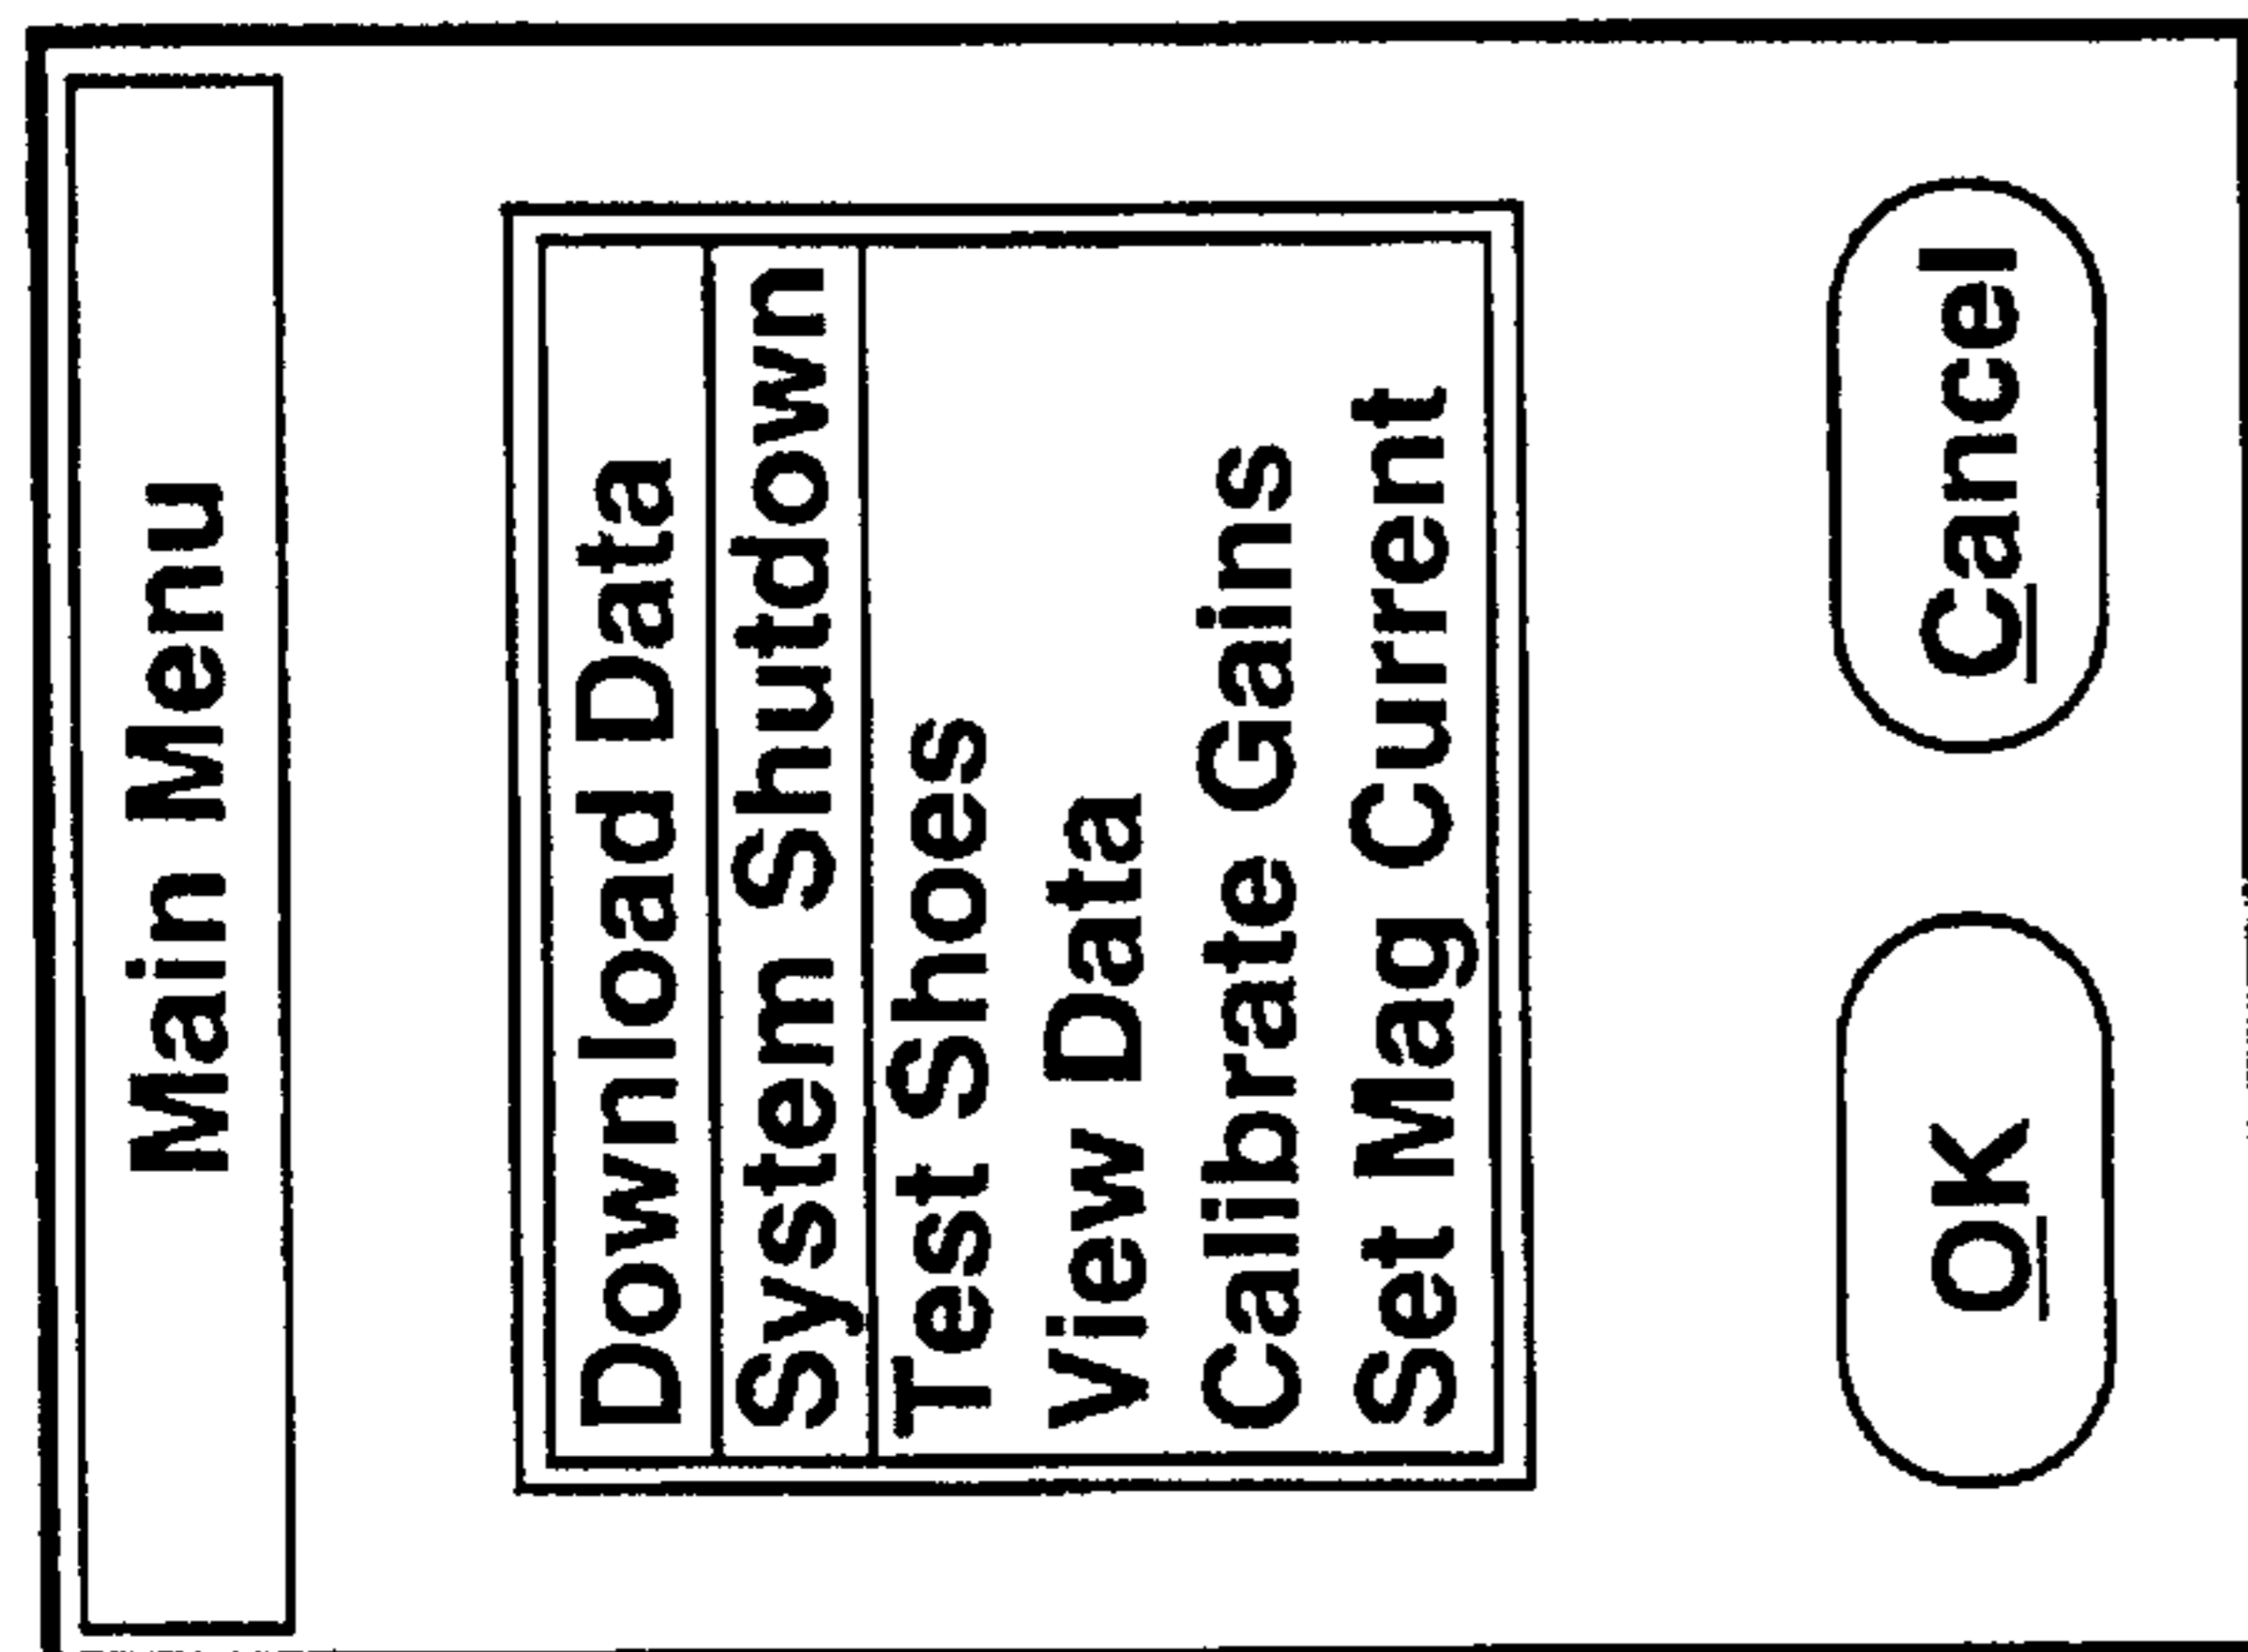 Main Menu
Download Data
System Shutdown
Test Shoes
View Data
Calibrate Gains
Set Mag Current
OK
Cancel